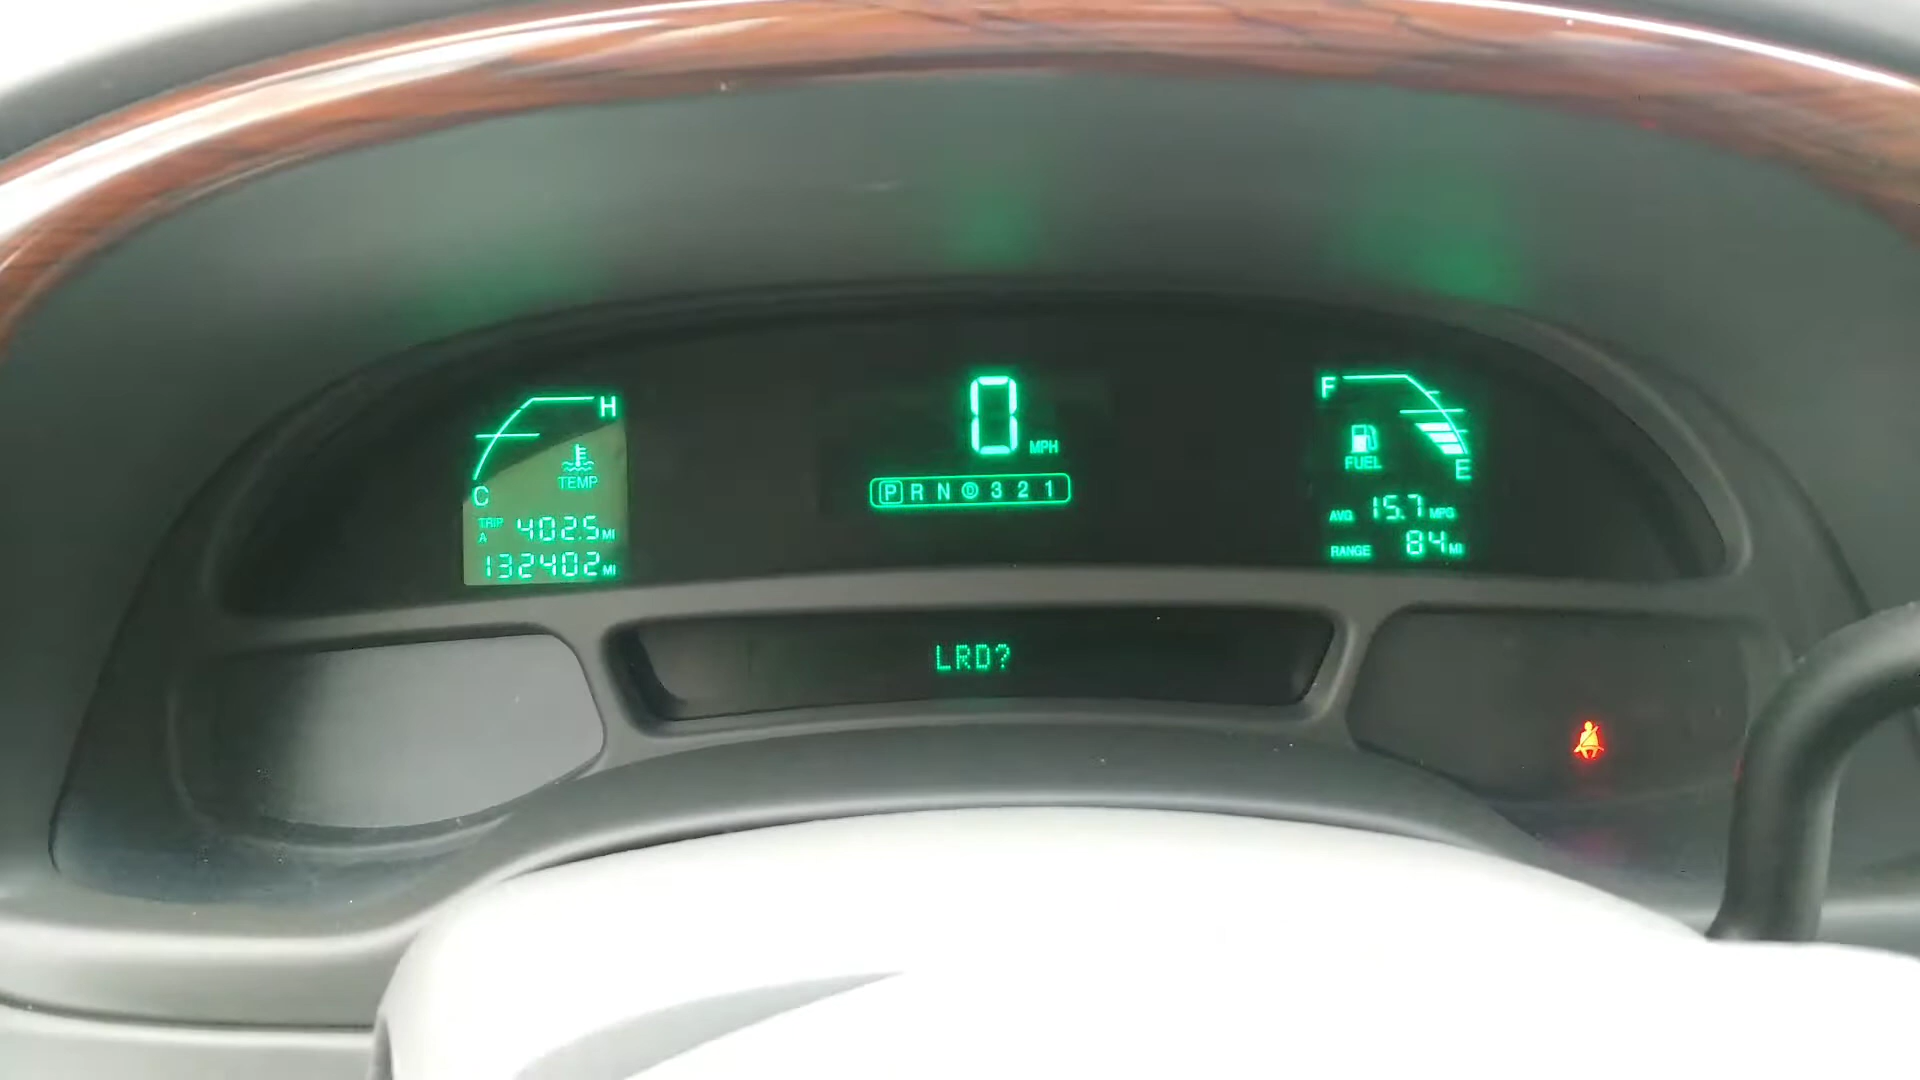 H
TEMP
C
TRIP A 402.5 MI
132402 MI
0 MPH
P R N D 3 2 1
F
FUEL
E
AVG 15.7 MPG
RANGE 84 MI
LRD?